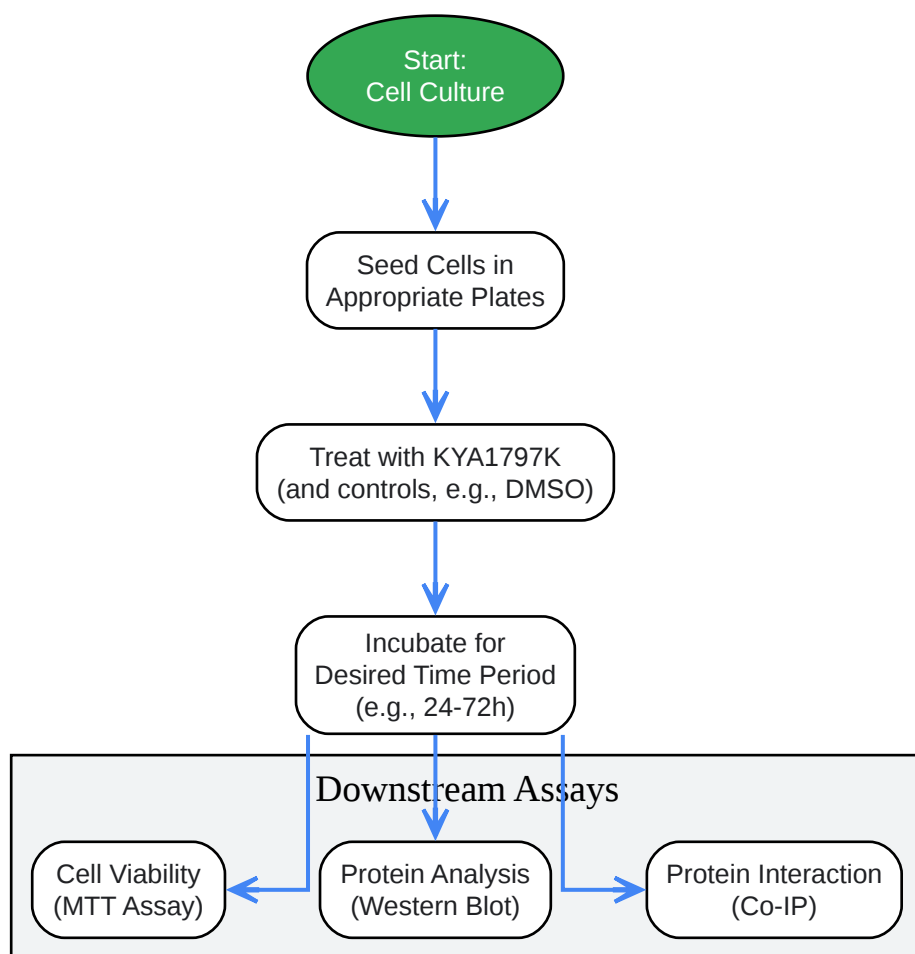 Start:
Cell Culture
Seed Cells in
Appropriate Plates
Treat with KYA1797K
(and controls, e.g., DMSO)
Incubate for
Desired Time Period
(e.g., 24-72h)
Downstream Assays
Cell Viability
(MTT Assay)
Protein Analysis
(Western Blot)
Protein Interaction
(Co-IP)